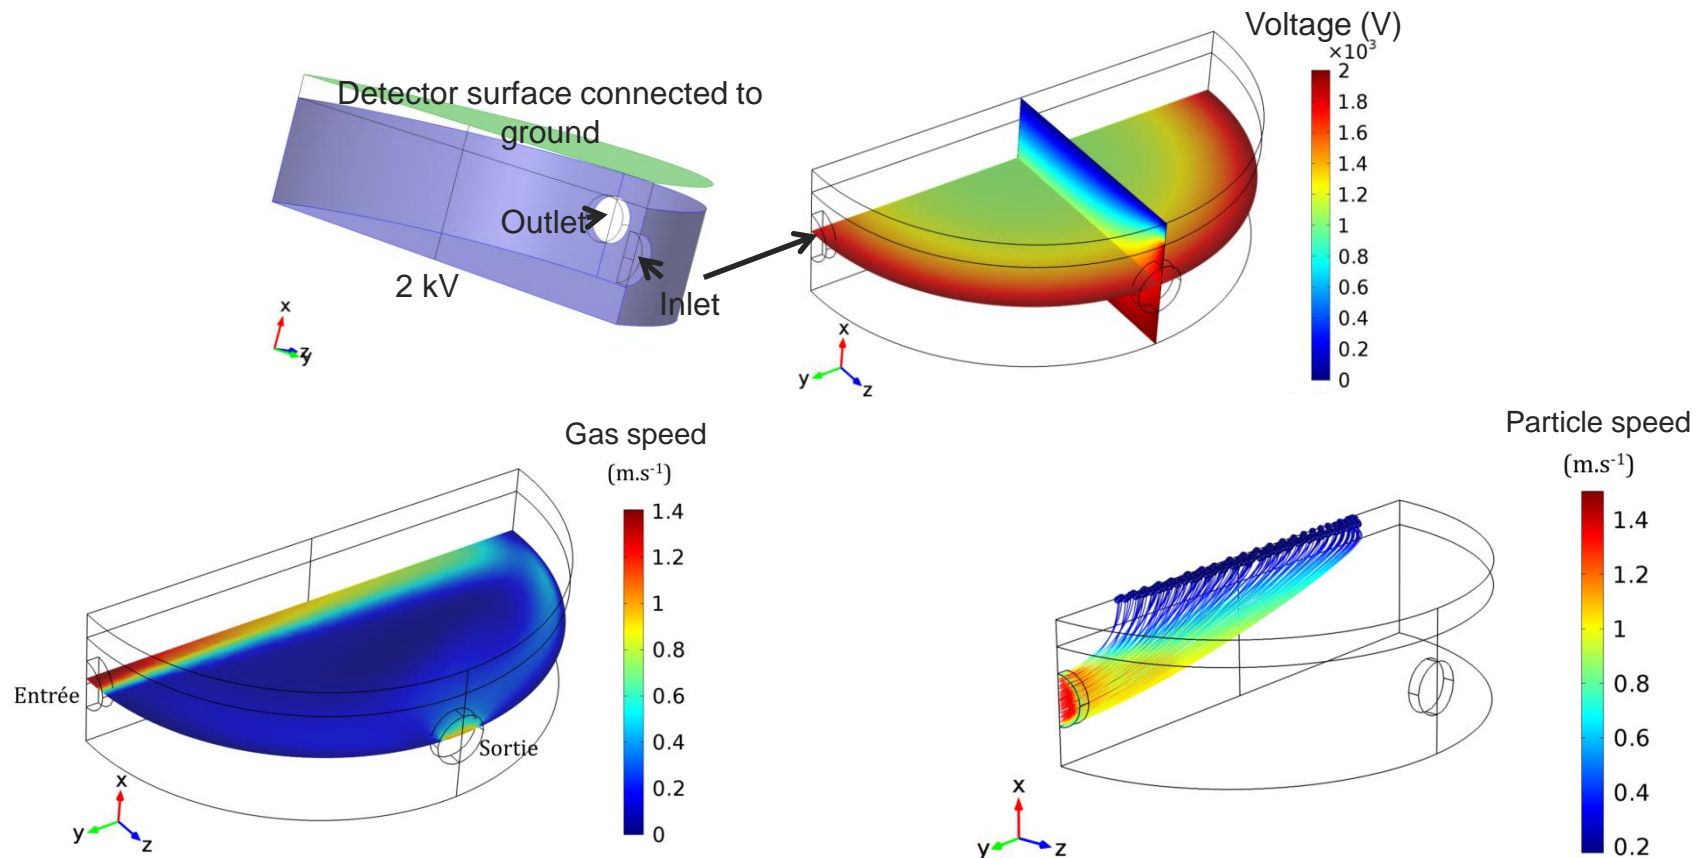 Detector surface connected to
ground
Outlet
2 kV
Inlet
x
z
y
Voltage (V)
×10³
2
1.8
1.6
1.4
1.2
1
0.8
0.6
0.4
0.2
0
x
y
z
Gas speed
(m.s⁻¹)
1.4
1.2
1
0.8
0.6
0.4
0.2
0
Entrée
Sortie
x
y
z
Particle speed
(m.s⁻¹)
1.4
1.2
1
0.8
0.6
0.4
0.2
x
y
z